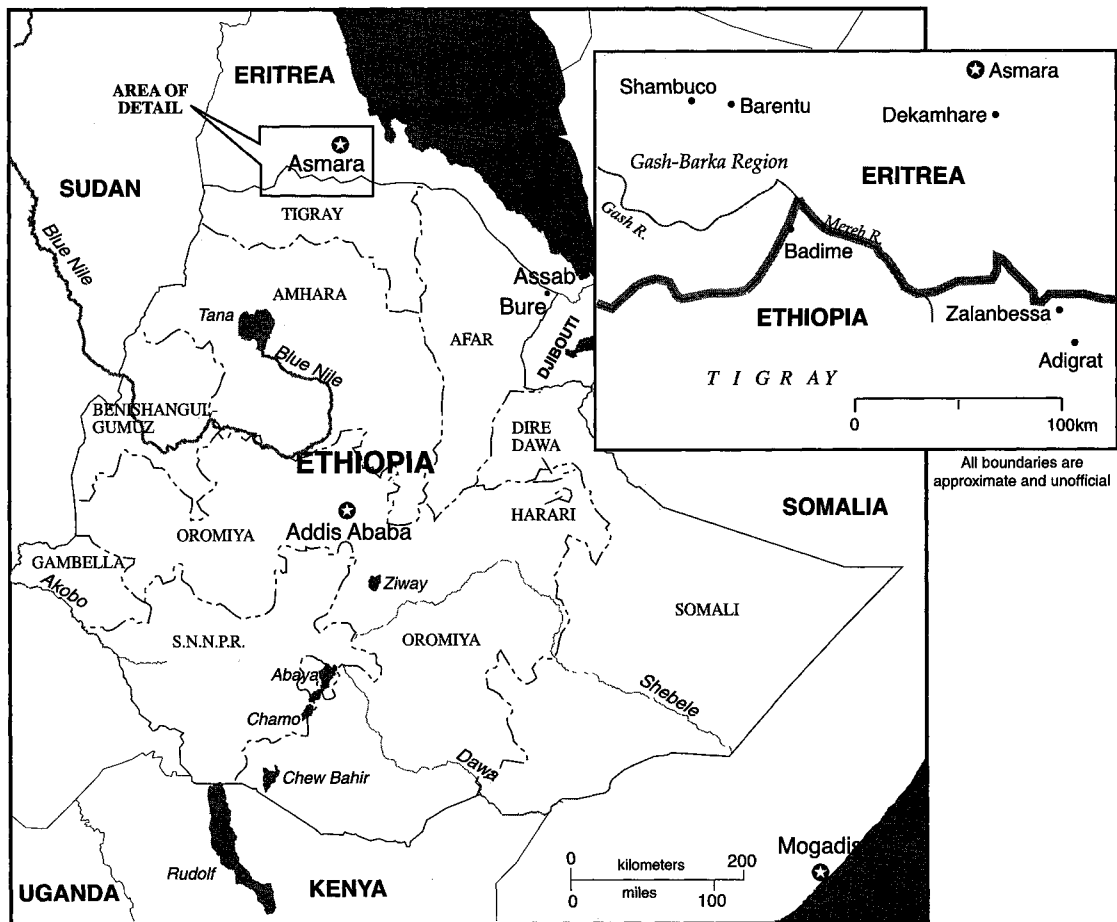 ERITREA
AREA OF
DETAIL
Asmara
SUDAN
TIGRAY
Blue Nile
AMHARA
Tana
Blue Nile
Assab
Bure
AFAR
DJIBOUTI
BENISHANGUL-
GUMUZ
DIRE
DAWA
ETHIOPIA
Addis Ababa
OROMIYA
HARARI
SOMALIA
GAMBELLA
Akobo
Ziway
SOMALI
S.N.N.P.R.
OROMIYA
Abaya
Shebele
Chamo
Dawa
Chew Bahir
Rudolf
UGANDA
KENYA
0
kilometers
200
miles
0
100
Mogadis
Asmara
Shambuco
Barentu
Dekamhare
Gash-Barka Region
ERITREA
Gash R.
Mereb R.
Badime
ETHIOPIA
Zalanbessa
Adigrat
TIGRAY
0
100km
All boundaries are
approximate and unofficial